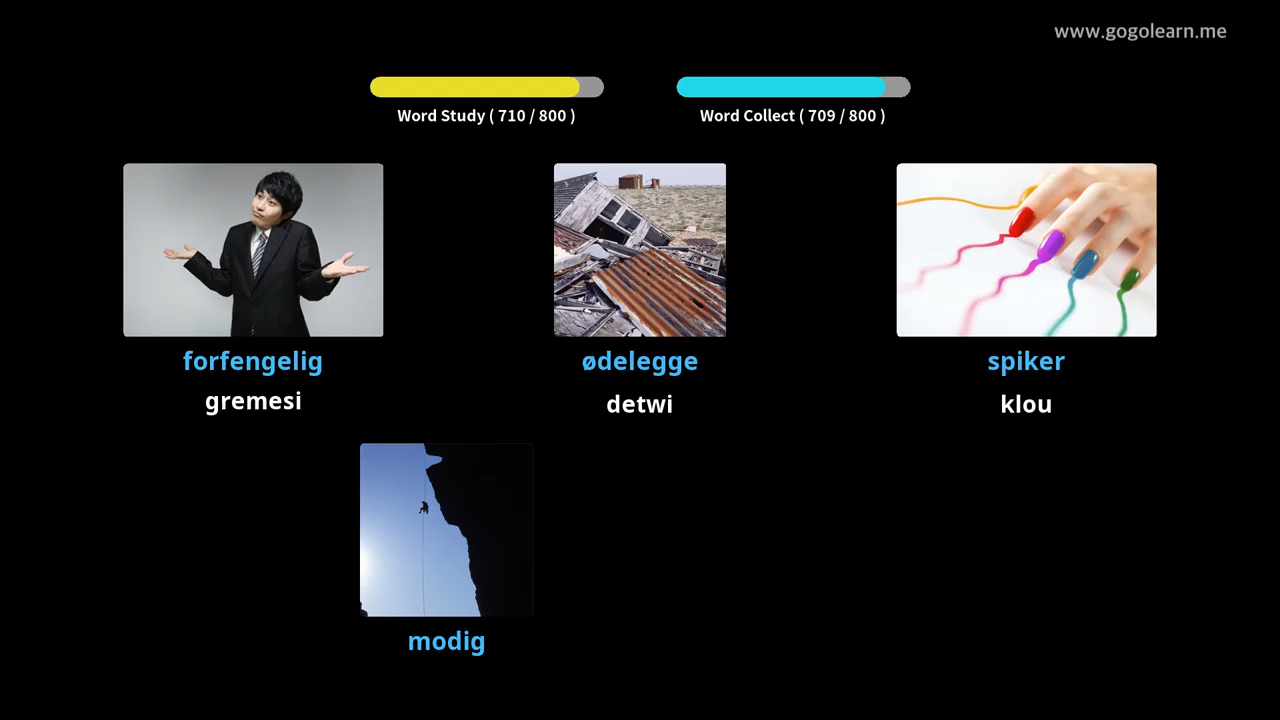 www.gogolearn.me
Word Study ( 710 / 800 )
Word Collect ( 709 / 800 )
forfengelig
ødelegge
spiker
gremesi
detwi
klou
modig